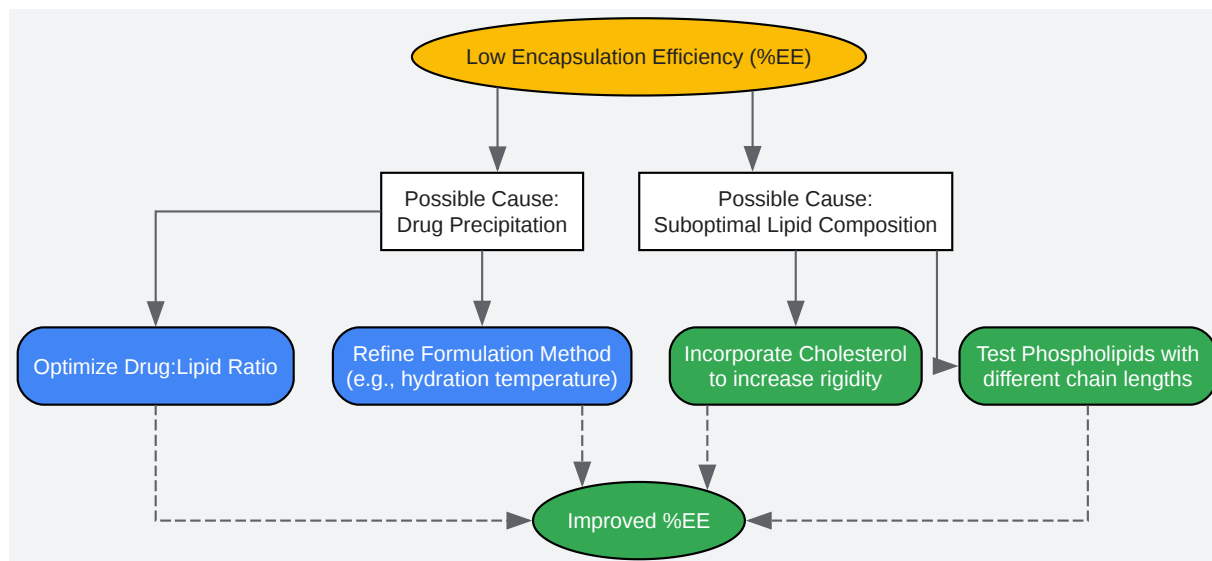 Low Encapsulation Efficiency (%EE)
Possible Cause:
Drug Precipitation
Possible Cause:
Suboptimal Lipid Composition
Optimize Drug:Lipid Ratio
Refine Formulation Method
(e.g., hydration temperature)
Incorporate Cholesterol
to increase rigidity
Test Phospholipids with
different chain lengths
Improved %EE